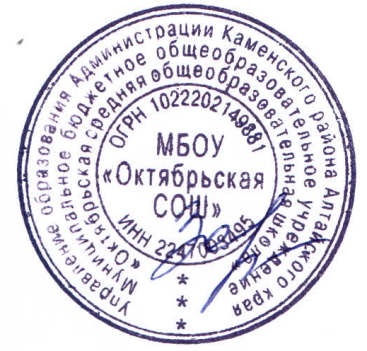 Управление образования Администрации Каменского района Алтайского края
Муниципальное бюджетное общеобразовательное учреждение
«Октябрьская средняя общеобразовательная школа»
ОГРН 1022202149881
МБОУ
«Октябрьская
СОШ»
ИНН
* * *